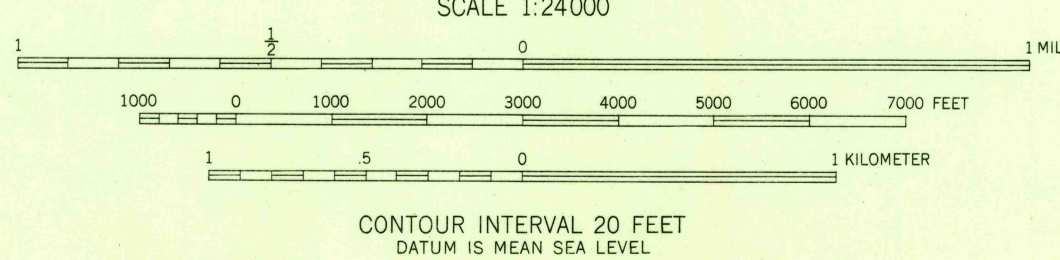 SCALE 1:24000
1 1/2 0 1 MIL
1000 0 1000 2000 3000 4000 5000 6000 7000 FEET
1 .5 0 1 KILOMETER
CONTOUR INTERVAL 20 FEET
DATUM IS MEAN SEA LEVEL